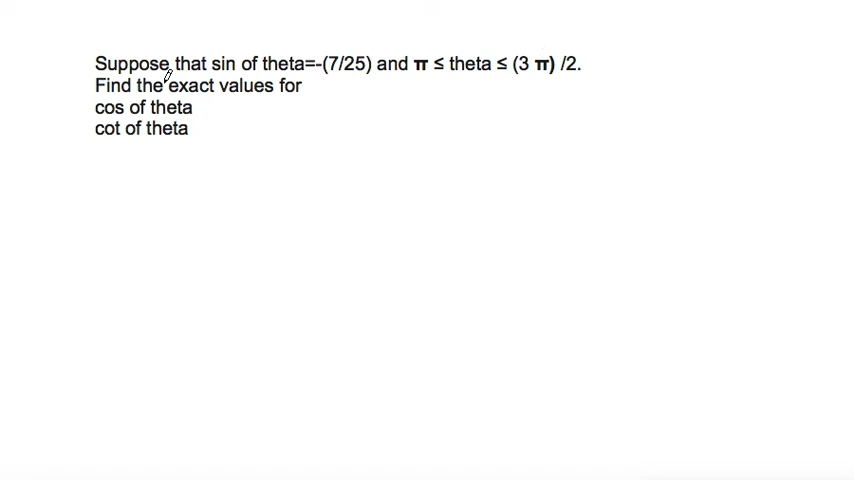 Suppose that sin of theta=-(7/25) and π ≤ theta ≤ (3 π) /2.
Find the exact values for
cos of theta
cot of theta